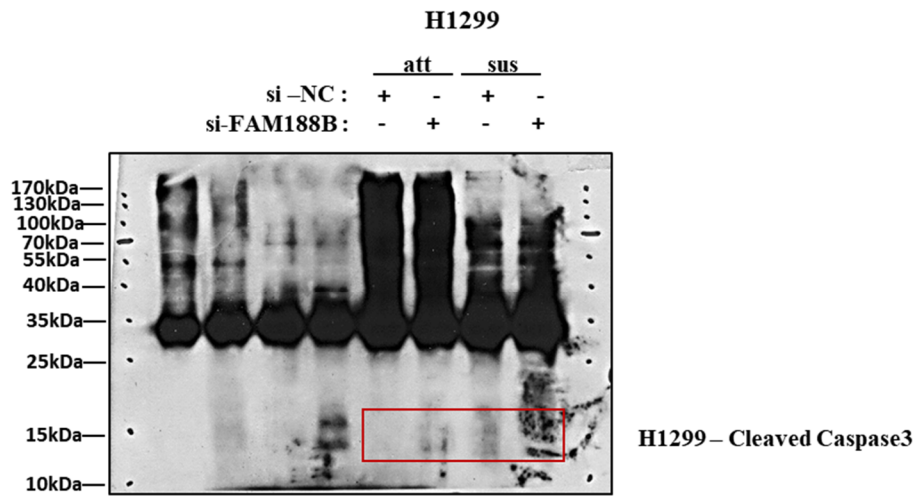 H1299
att sus
si –NC : + - + -
si-FAM188B : - + - +
170kDa
130kDa
100kDa
70kDa
55kDa
40kDa
35kDa
25kDa
15kDa
10kDa
H1299 – Cleaved Caspase3